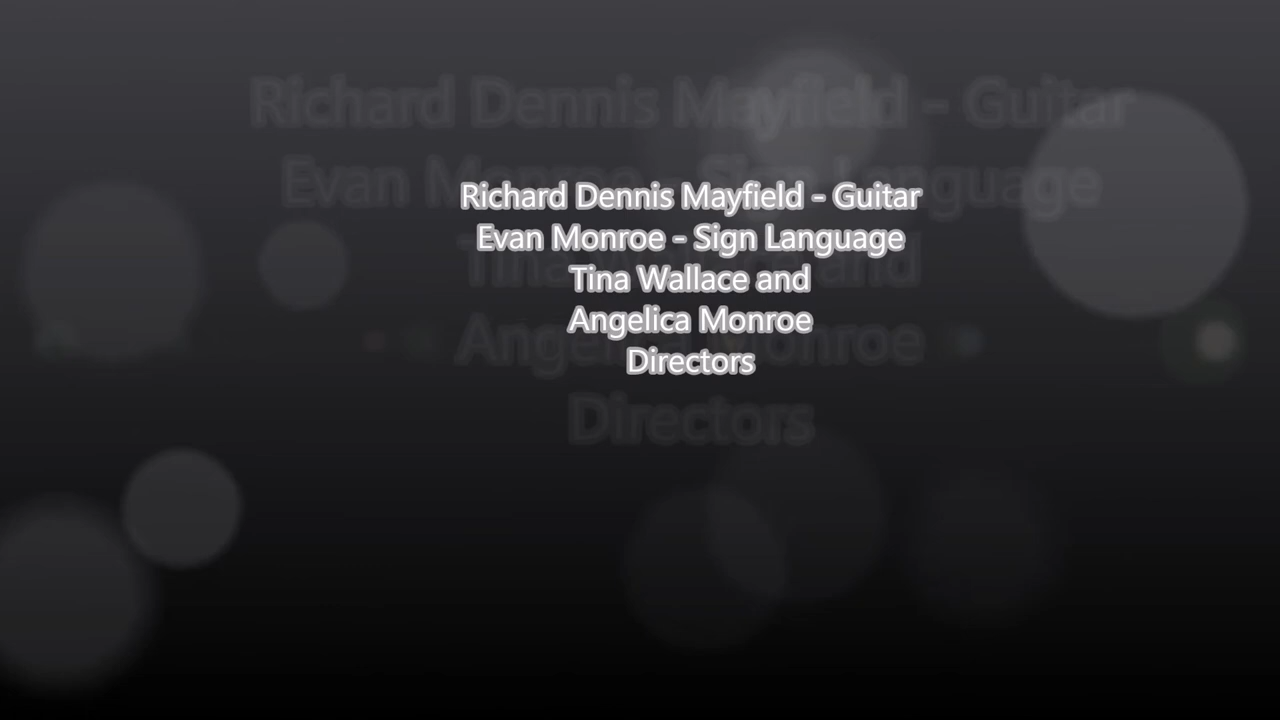 Richard Dennis Mayfield - Guitar
Evan Monroe - Sign Language
Tina Wallace and
Angelica Monroe
Directors